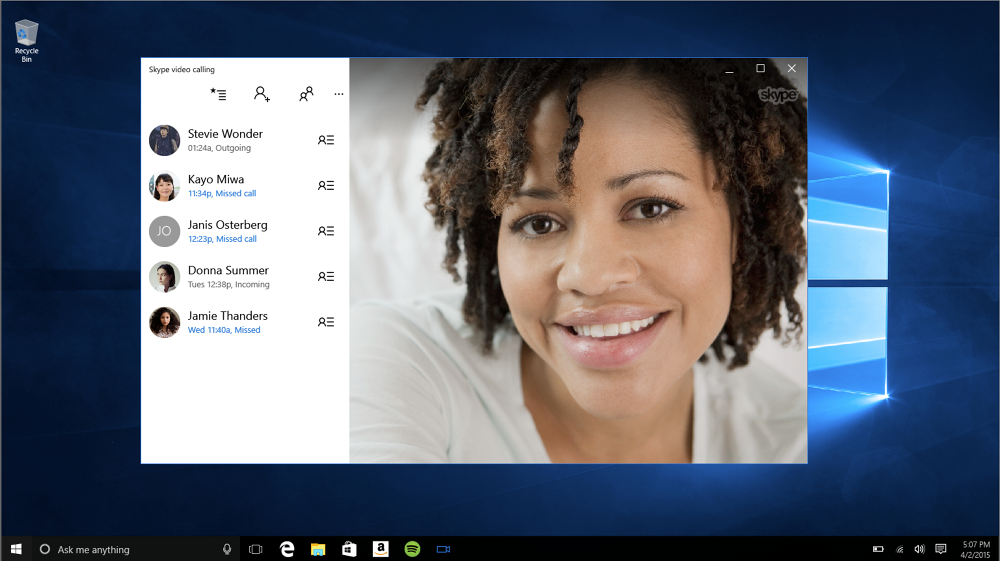 Recycle
Bin
Skype video calling
skype
Stevie Wonder
01:24a, Outgoing
Kayo Miwa
11:34p, Missed call
JO
Janis Osterberg
12:23p, Missed call
Donna Summer
Tues 12:38p, Incoming
Jamie Thanders
Wed 11:40a, Missed
Ask me anything
a
5:07 PM
4/2/2015